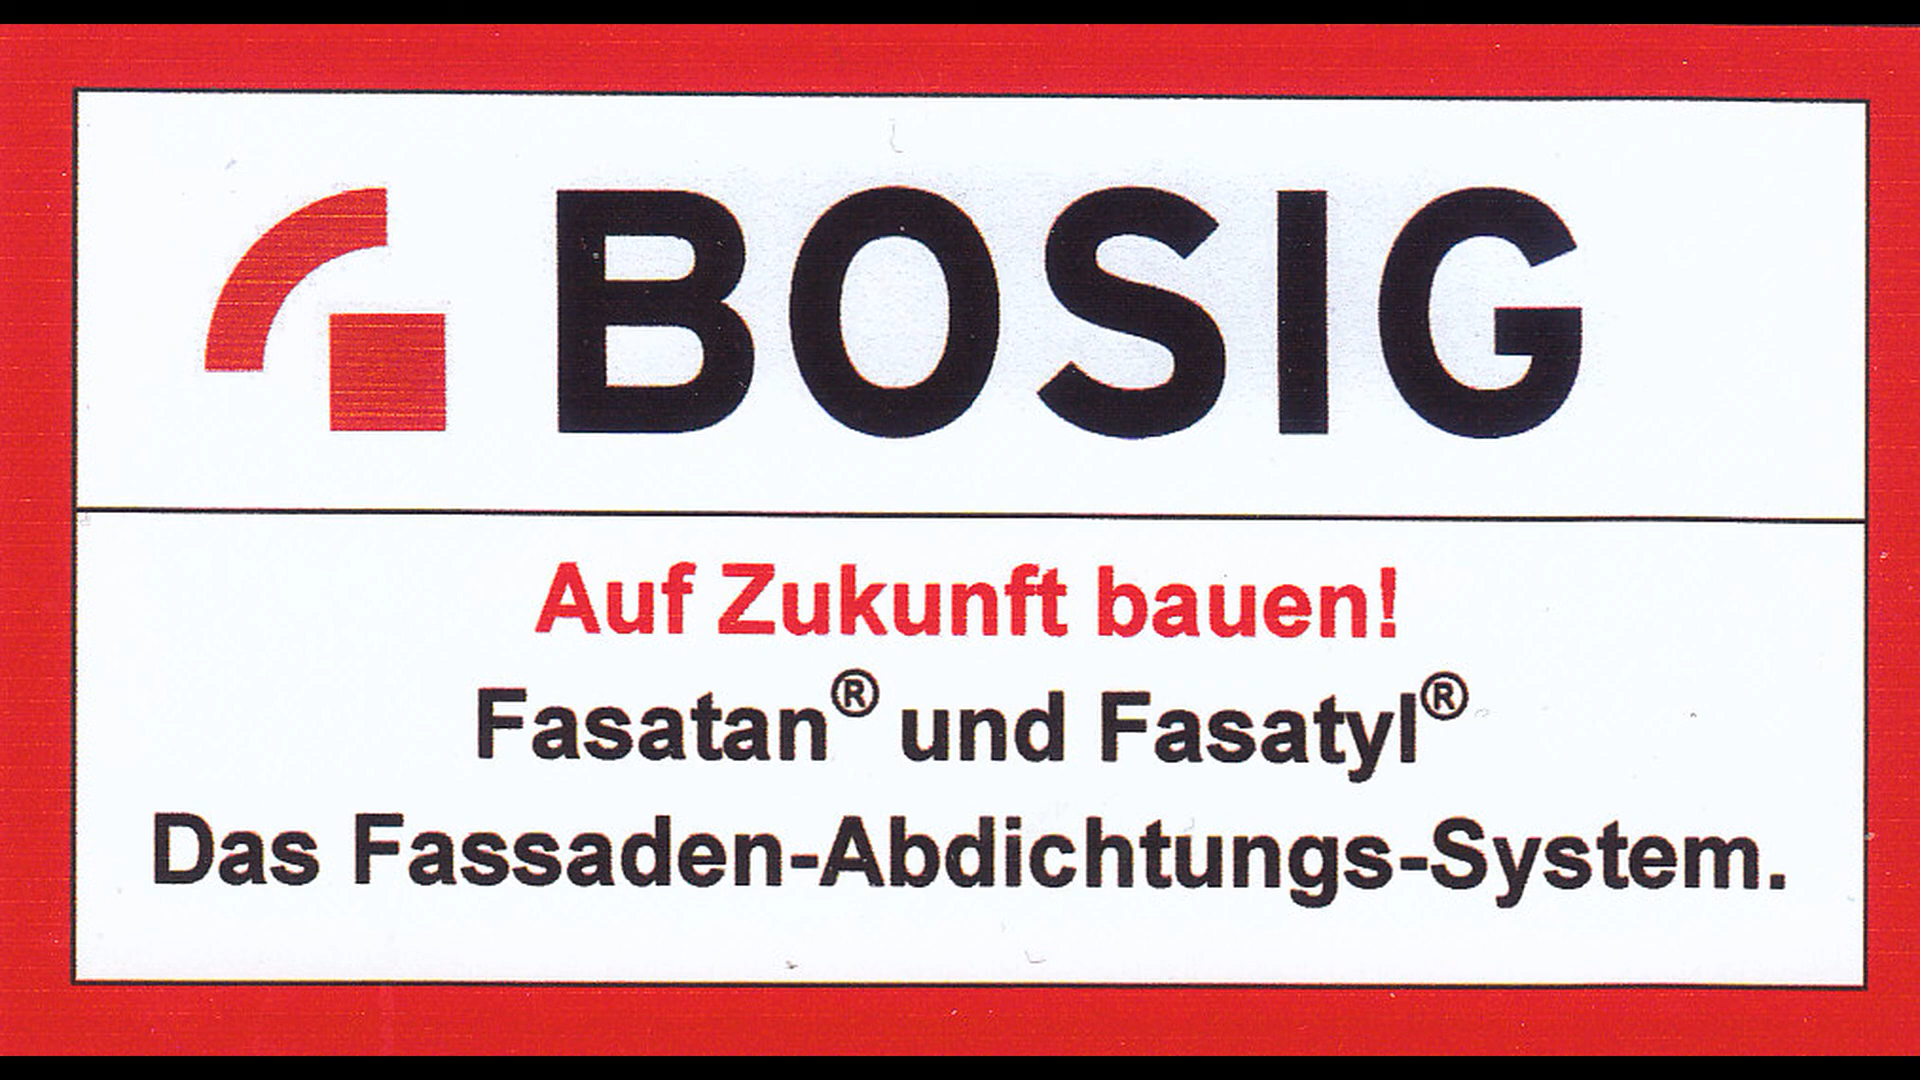 BOSIG
Auf Zukunft bauen!
Fasatan® und Fasatyl®
Das Fassaden-Abdichtungs-System.